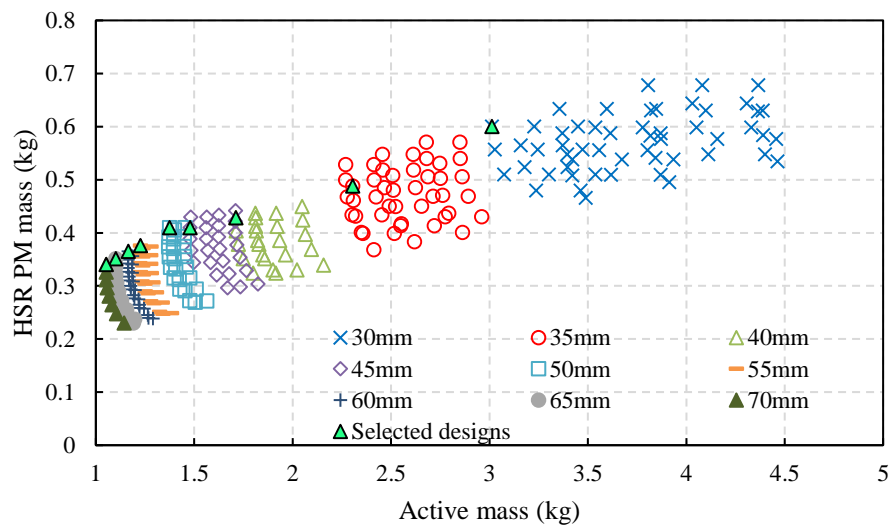 0.8
0.7
0.6
0.5
0.4
0.3
0.2
0.1
0
HSR PM mass (kg)
30mm 35mm 40mm
45mm 50mm 55mm
60mm 65mm 70mm
Selected designs
1 1.5 2 2.5 3 3.5 4 4.5 5
Active mass (kg)